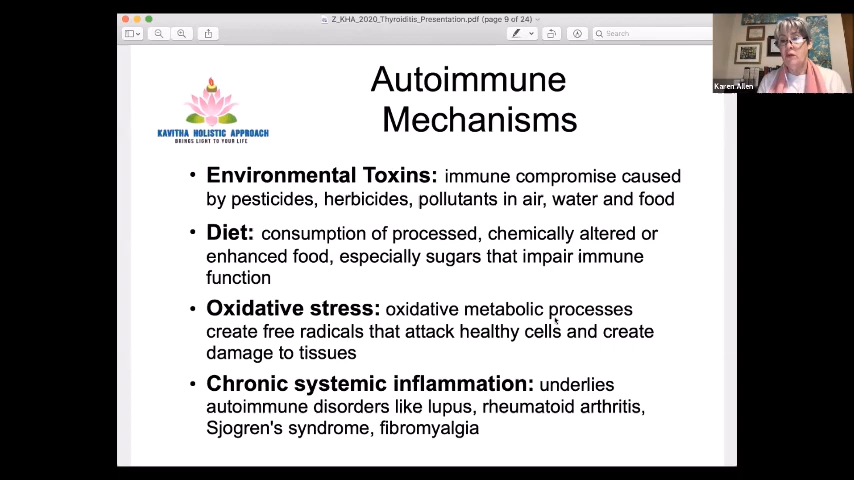 Z_KHA_2020_Thyroiditis_Presentation.pdf (page 9 of 24)
Search
Karen Allen
Autoimmune
Mechanisms
KAVITHA HOLISTIC APPROACH
BRINGS LIGHT TO YOUR LIFE
• Environmental Toxins: immune compromise caused
by pesticides, herbicides, pollutants in air, water and food
• Diet: consumption of processed, chemically altered or
enhanced food, especially sugars that impair immune
function
• Oxidative stress: oxidative metabolic processes
create free radicals that attack healthy cells and create
damage to tissues
• Chronic systemic inflammation: underlies
autoimmune disorders like lupus, rheumatoid arthritis,
Sjogren's syndrome, fibromyalgia